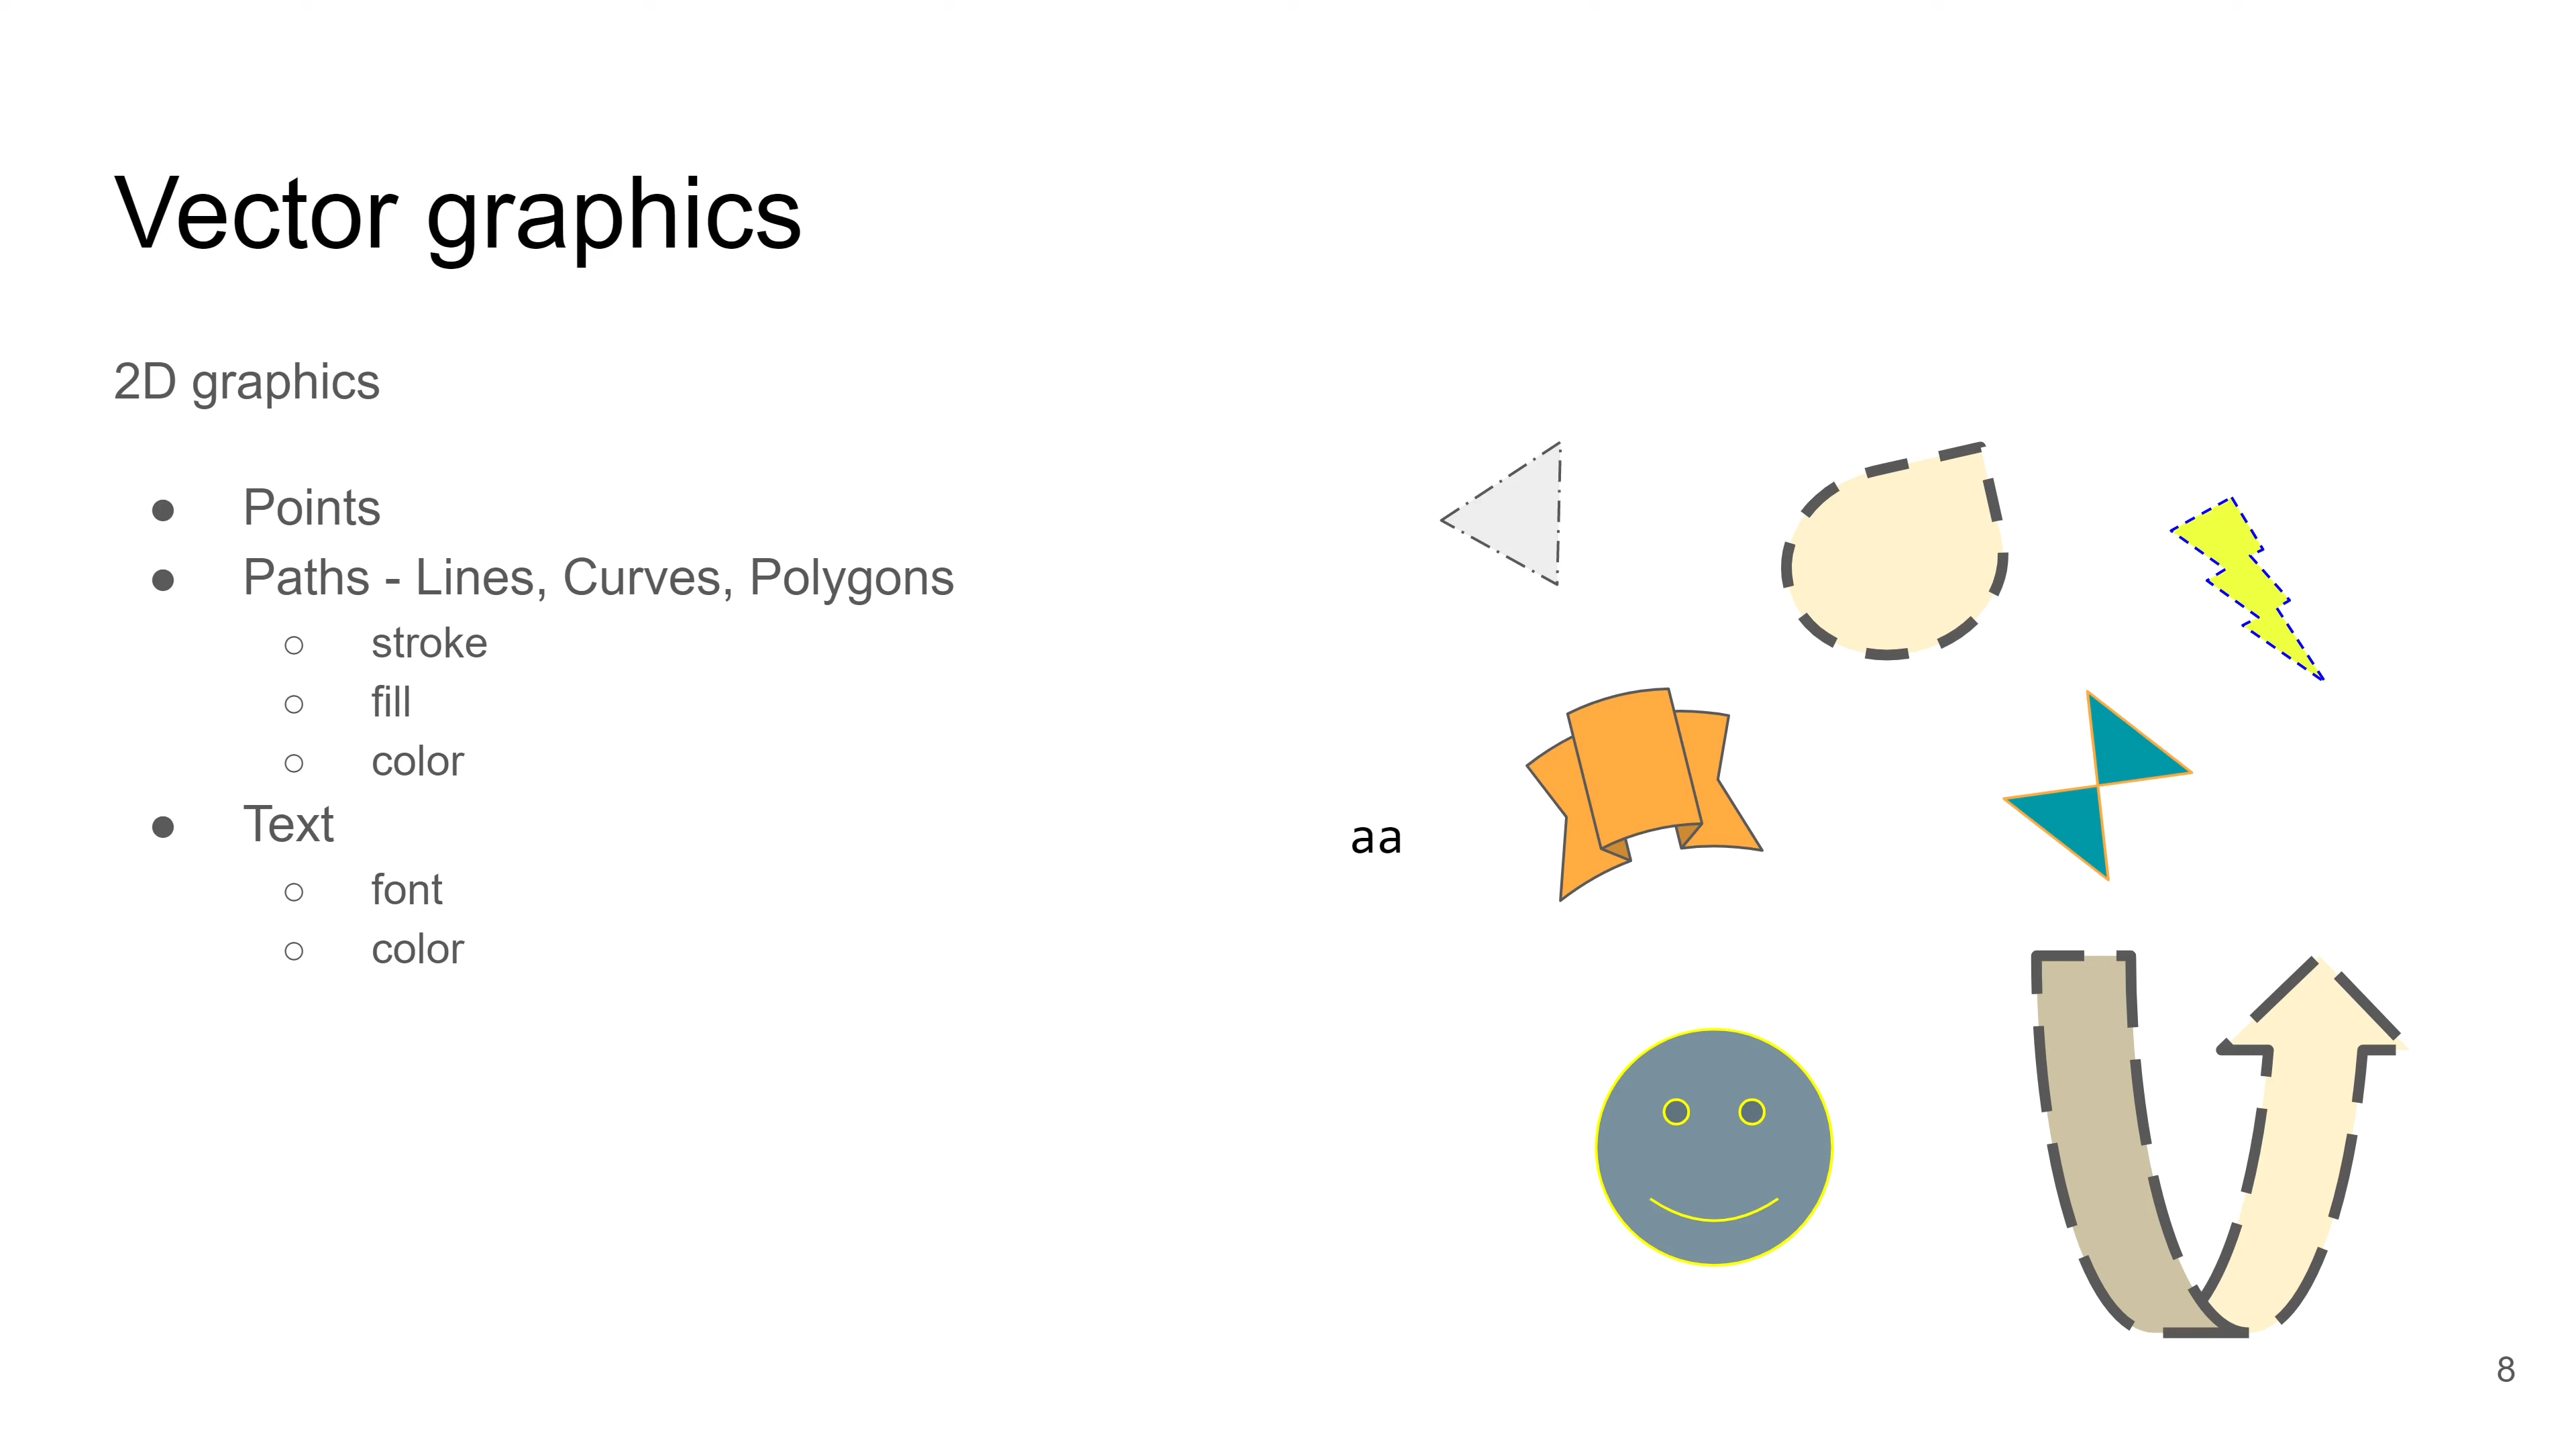 Vector graphics
2D graphics
● Points
● Paths - Lines, Curves, Polygons
○ stroke
○ fill
○ color
● Text
○ font
○ color
aa
8